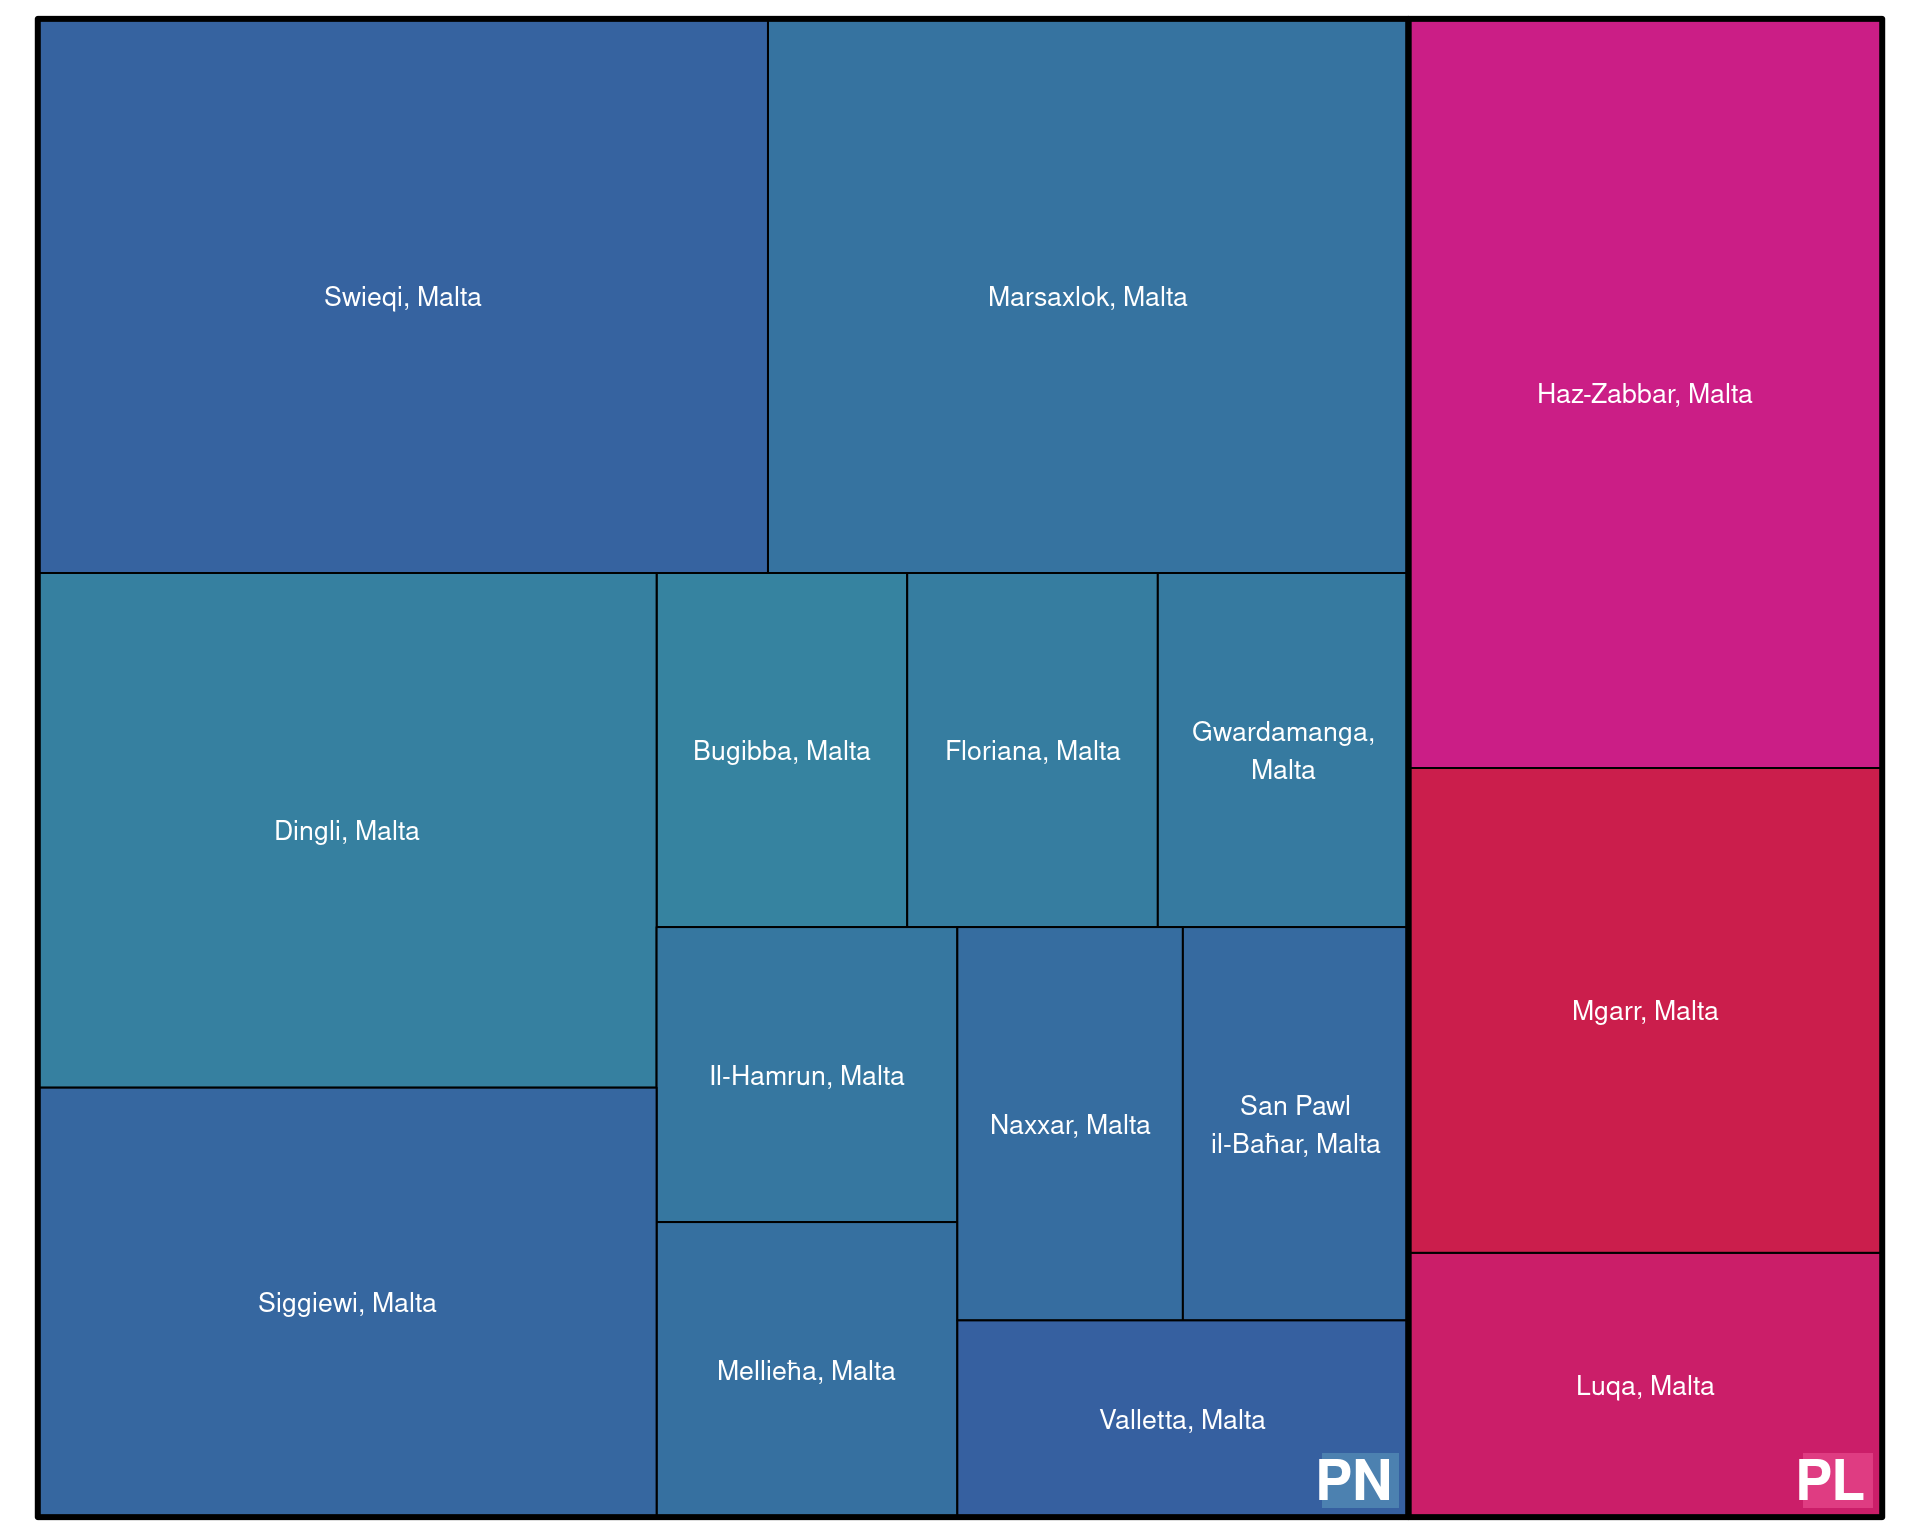 Swieqi, Malta
Marsaxlok, Malta
Haz-Zabbar, Malta
Dingli, Malta
Bugibba, Malta
Floriana, Malta
Gwardamanga,
Malta
Mgarr, Malta
Il-Hamrun, Malta
Naxxar, Malta
San Pawl
il-Baħar, Malta
Siggiewi, Malta
Mellieħa, Malta
Valletta, Malta
Luqa, Malta
PN
PL